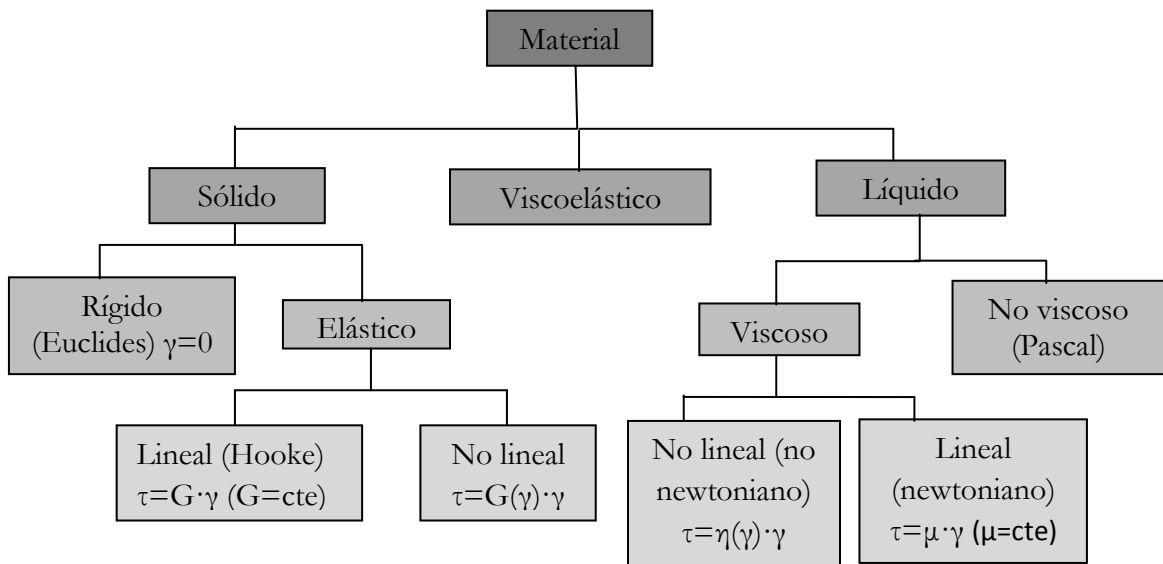 Material
Sólido
Viscoelástico
Líquido
Rígido
(Euclides) γ=0
Elástico
Viscoso
No viscoso
(Pascal)
Lineal (Hooke)
τ=G·γ (G=cte)
No lineal
τ=G(γ)·γ
No lineal (no
newtoniano)
τ=η(γ)·γ
Lineal
(newtoniano)
τ=μ·γ (μ=cte)